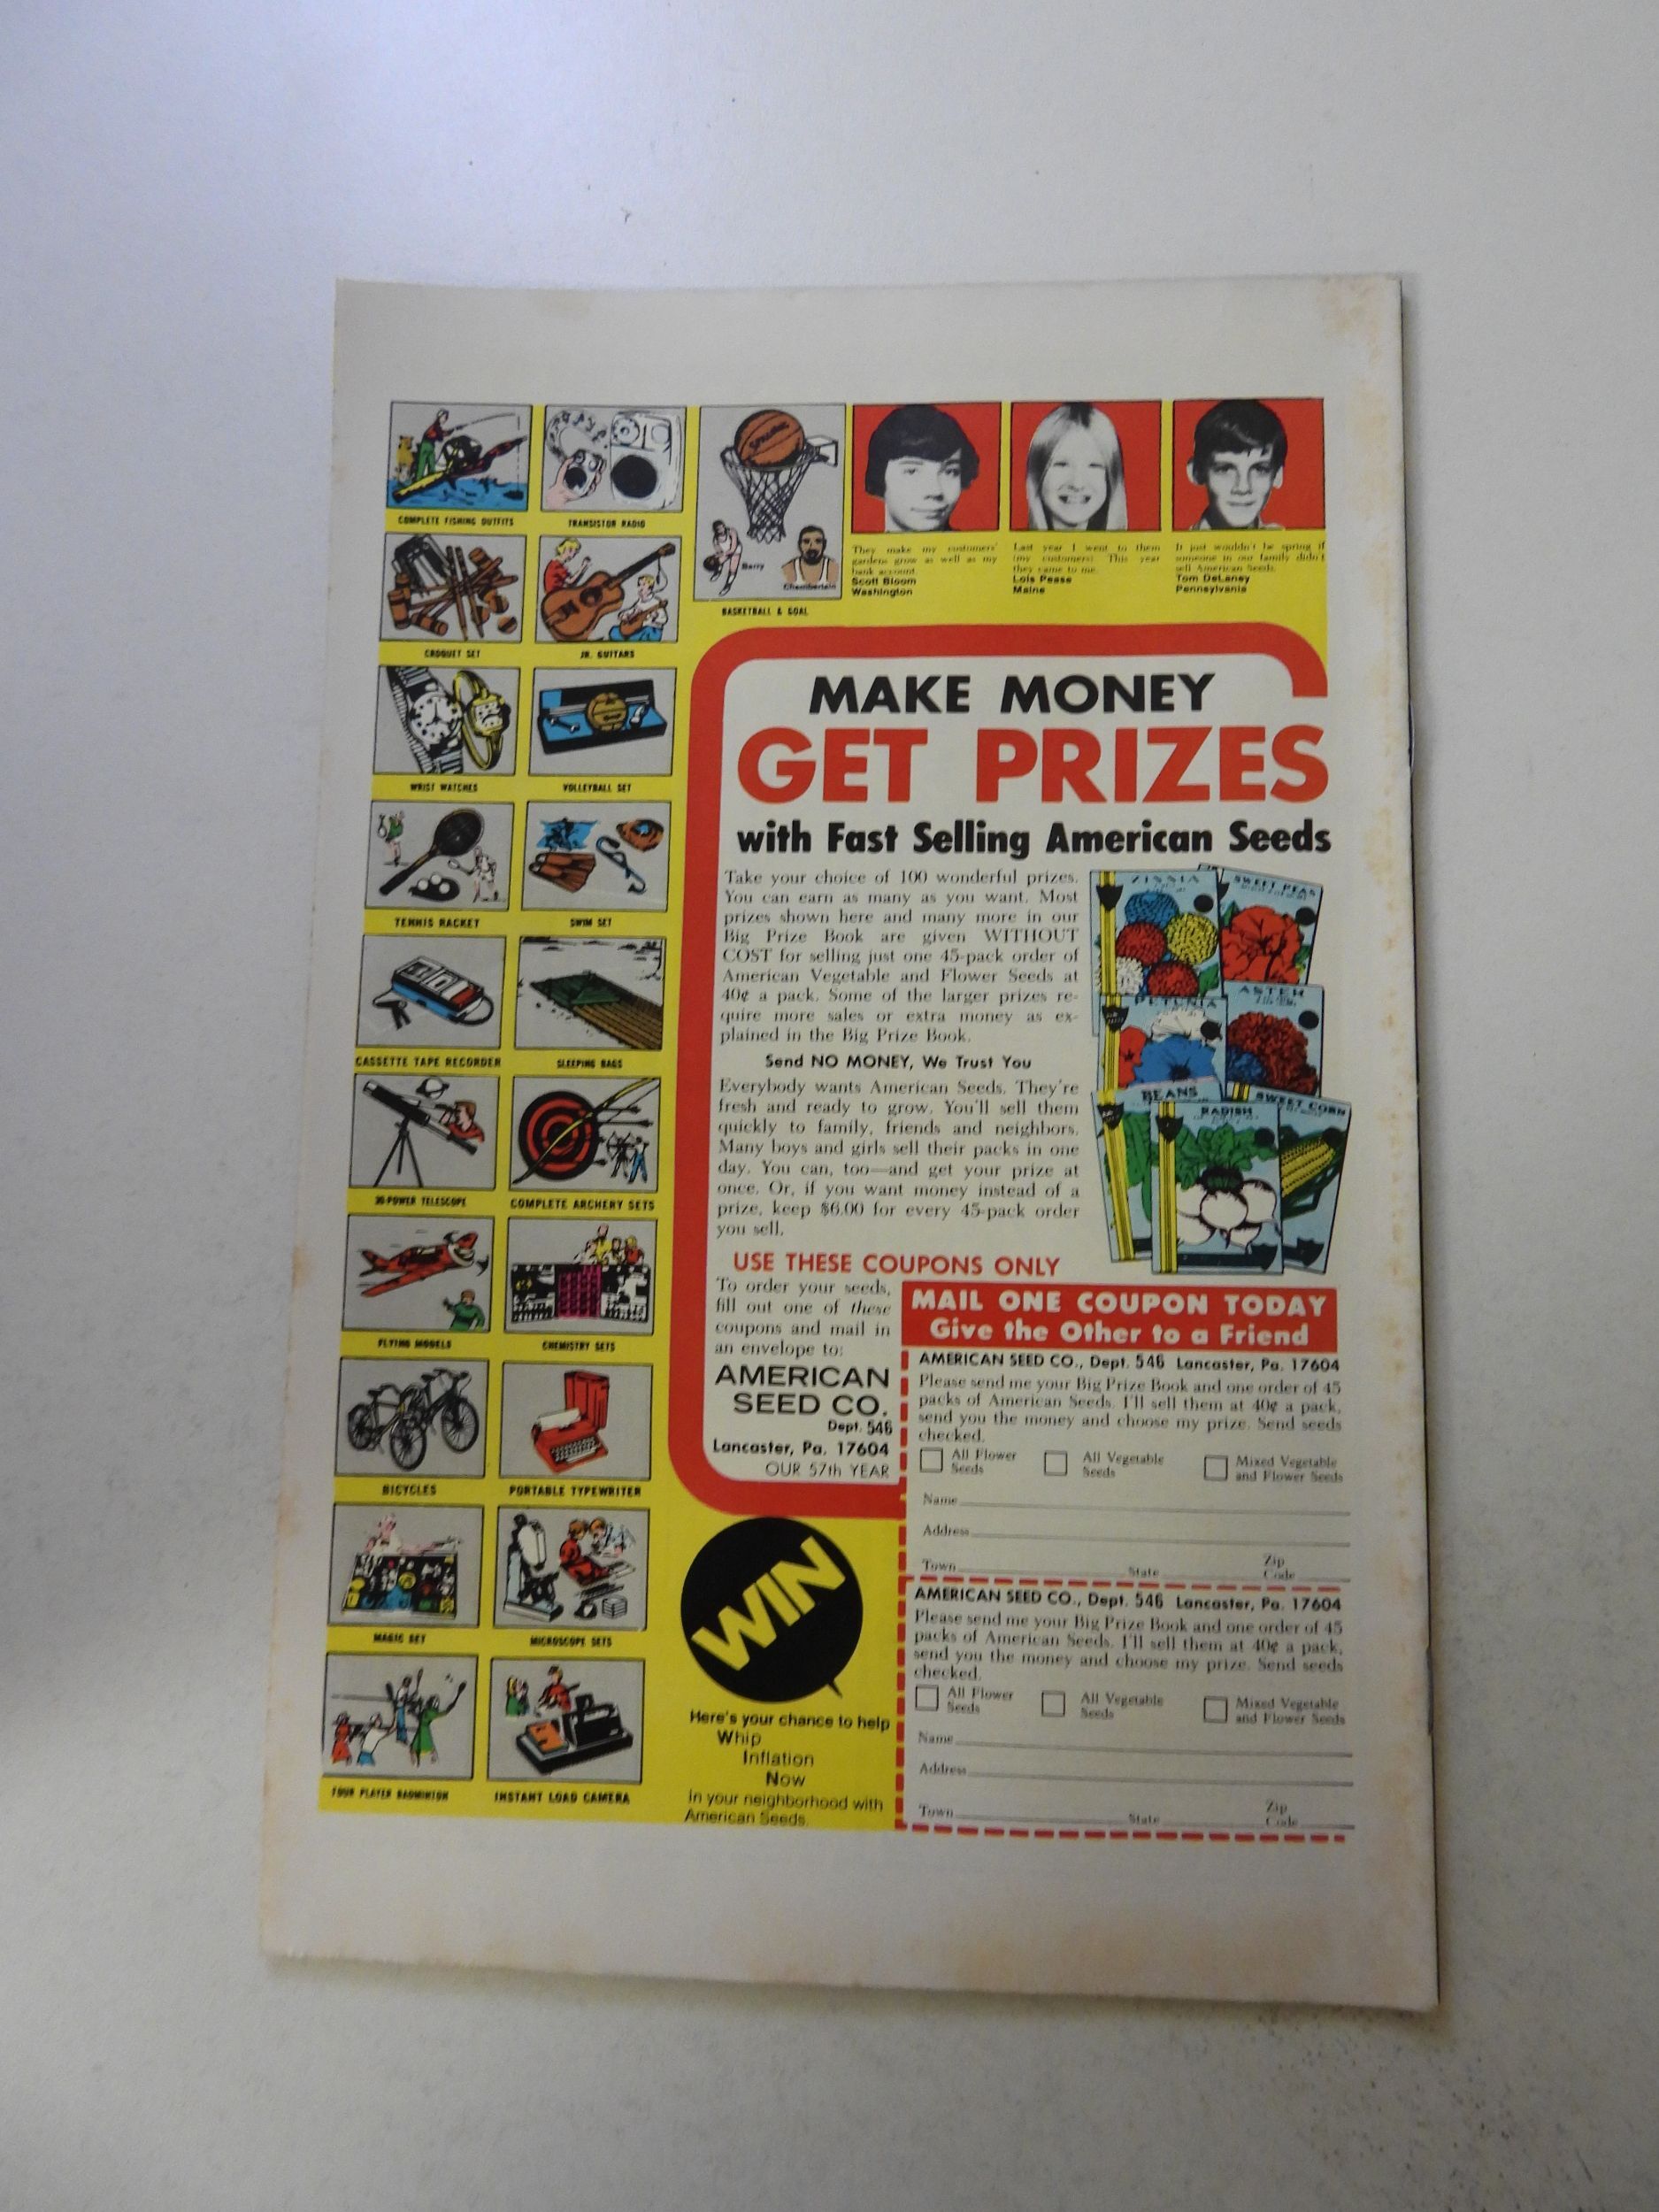 COMPLETE FISHING OUTFITS
TRANSISTOR RADIO
SPALDING
Barry
Chamberlain
BASKETBALL & GOAL
CROQUET SET
JR. GUITARS
WRIST WATCHES
VOLLEYBALL SET
TENNIS RACKET
SWIM SET
CASSETTE TAPE RECORDER
SLEEPING BAGS
30-POWER TELESCOPE
COMPLETE ARCHERY SETS
FLYING MODELS
CHEMISTRY SETS
BICYCLES
PORTABLE TYPEWRITER
MAGIC SET
MICROSCOPE SETS
FOUR PLAYER BADMINTON
INSTANT LOAD CAMERA
They make my customers'
gardens grow as well as my
bank account.
Scott Bloom
Washington
Last year I went to them
(my customers). This year
they came to me.
Lois Pease
Maine
It just wouldn't be spring if
someone in our family didn't
sell American Seeds.
Tom DeLaney
Pennsylvania
MAKE MONEY
GET PRIZES
with Fast Selling American Seeds
Take your choice of 100 wonderful prizes.
You can earn as many as you want. Most
prizes shown here and many more in our
Big Prize Book are given WITHOUT
COST for selling just one 45-pack order of
American Vegetable and Flower Seeds at
40¢ a pack. Some of the larger prizes re-
quire more sales or extra money as ex-
plained in the Big Prize Book.
Send NO MONEY, We Trust You
Everybody wants American Seeds. They're
fresh and ready to grow. You'll sell them
quickly to family, friends and neighbors.
Many boys and girls sell their packs in one
day. You can, too—and get your prize at
once. Or, if you want money instead of a
prize, keep $6.00 for every 45-pack order
you sell.
ZINNIA
SWEET PEAS
PETUNIA
ASTER
BEANS
RADISH
SWEET CORN
USE THESE COUPONS ONLY
To order your seeds,
fill out one of these
coupons and mail in
an envelope to:
AMERICAN
SEED CO.
Dept. 546
Lancaster, Pa. 17604
OUR 57th YEAR
MAIL ONE COUPON TODAY
Give the Other to a Friend
AMERICAN SEED CO., Dept. 546 Lancaster, Pa. 17604
Please send me your Big Prize Book and one order of 45
packs of American Seeds. I'll sell them at 40¢ a pack,
send you the money and choose my prize. Send seeds
checked.
All Flower Seeds
All Vegetable Seeds
Mixed Vegetable and Flower Seeds
Name
Address
Town State Zip Code
AMERICAN SEED CO., Dept. 546 Lancaster, Pa. 17604
Please send me your Big Prize Book and one order of 45
packs of American Seeds. I'll sell them at 40¢ a pack,
send you the money and choose my prize. Send seeds
checked.
All Flower Seeds
All Vegetable Seeds
Mixed Vegetable and Flower Seeds
Name
Address
Town State Zip Code
WIN
Here's your chance to help
Whip
Inflation
Now
In your neighborhood with
American Seeds.